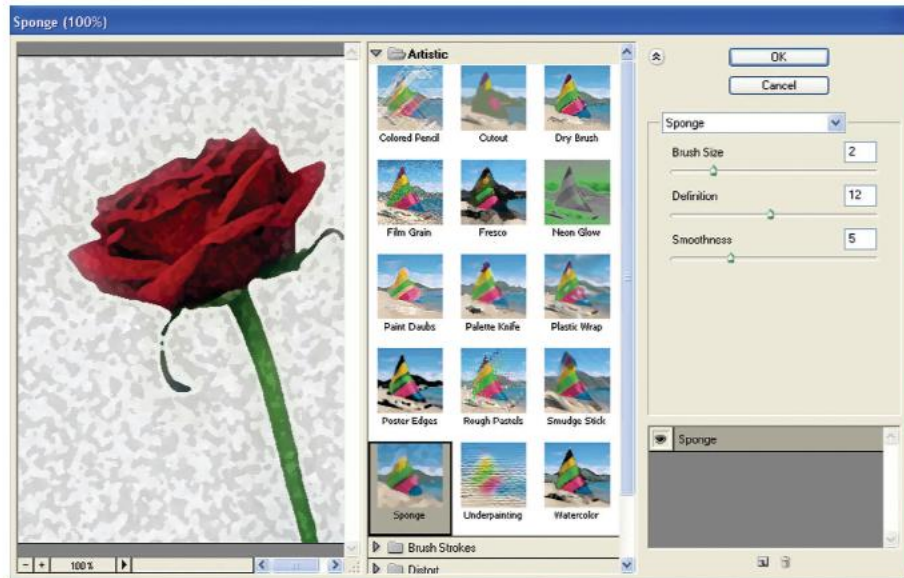 Sponge (100%)
Artistic
Colored Pencil
Cutout
Dry Brush
Film Grain
Fresco
Neon Glow
Paint Daubs
Palette Knife
Plastic Wrap
Poster Edges
Rough Pastels
Smudge Stick
Sponge
Underpainting
Watercolor
Brush Strokes
Distort
100%
OK
Cancel
Sponge
Brush Size 2
Definition 12
Smoothness 5
Sponge